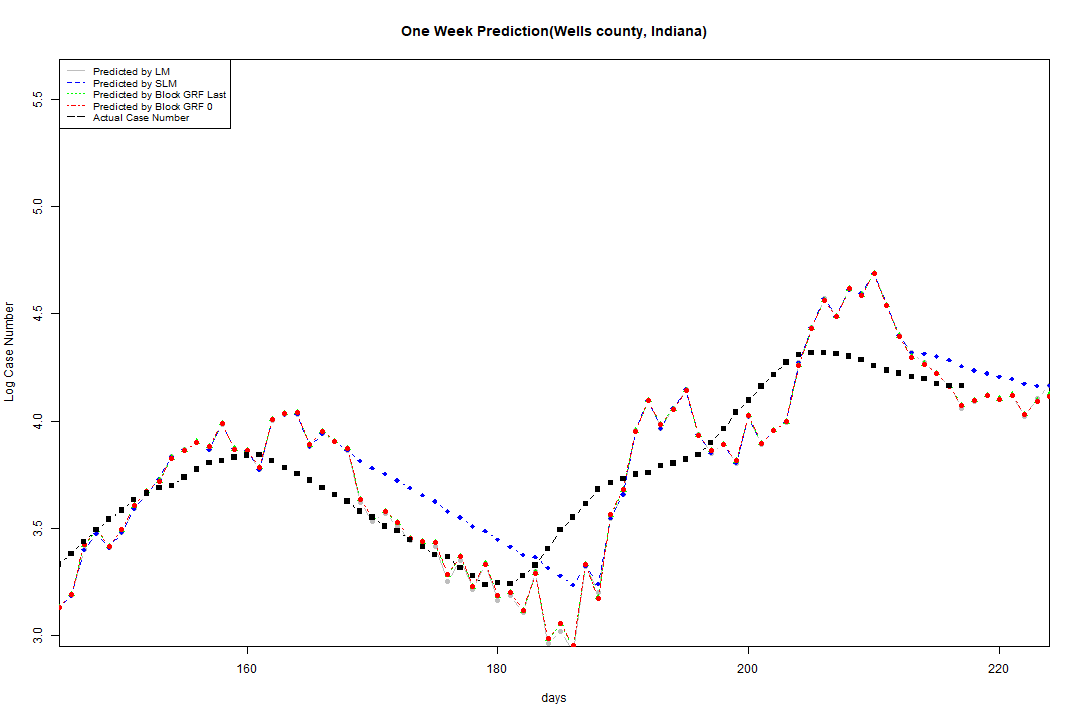 One Week Prediction(Wells county, Indiana)
Predicted by LM
Predicted by SLM
Predicted by Block GRF Last
Predicted by Block GRF 0
Actual Case Number
5.5
5.0
4.5
4.0
3.5
3.0
Log Case Number
160 180 200 220
days